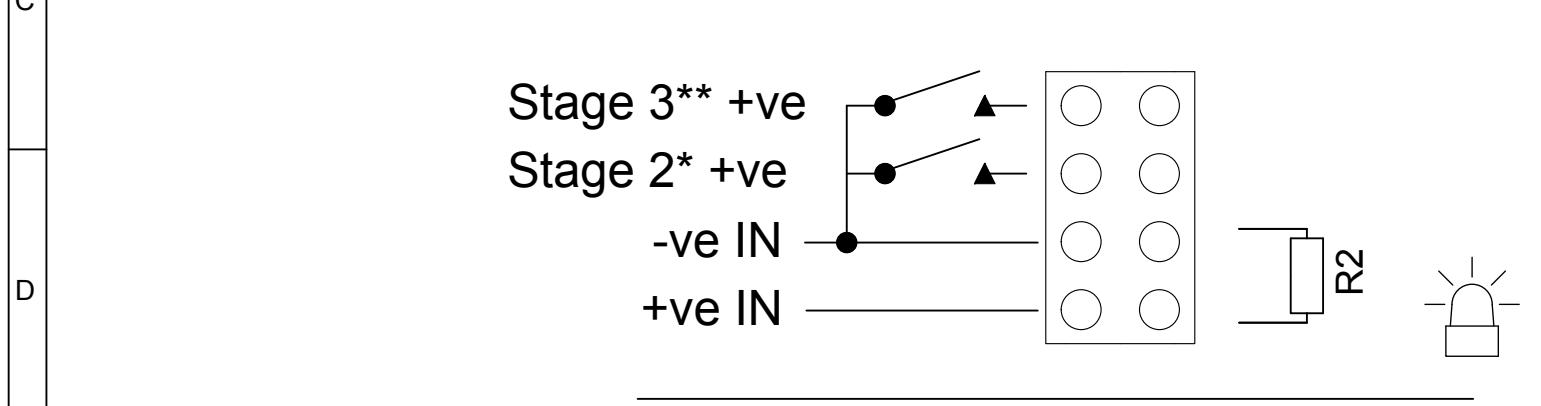 C
Stage 3** +ve
Stage 2* +ve
-ve IN
+ve IN
R2
D